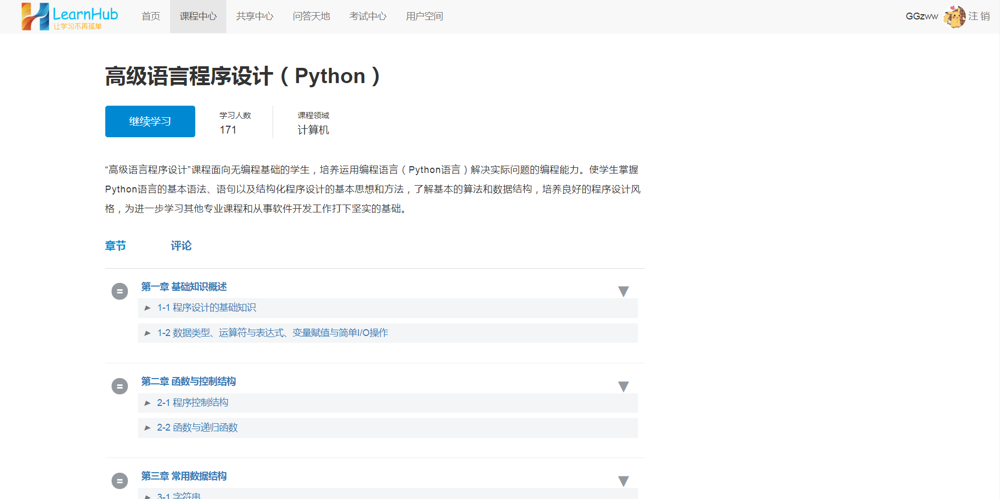 LearnHub
让学习不再孤单
首页 课程中心 共享中心 问答天地 考试中心 用户空间
GGzww 注 销
高级语言程序设计（Python）
继续学习
学习人数
171
课程领域
计算机
“高级语言程序设计”课程面向无编程基础的学生，培养运用编程语言（Python语言）解决实际问题的编程能力。使学生掌握
Python语言的基本语法、语句以及结构化程序设计的基本思想和方法，了解基本的算法和数据结构，培养良好的程序设计风
格，为进一步学习其他专业课程和从事软件开发工作打下坚实的基础。
章节 评论
第一章 基础知识概述
1-1 程序设计的基础知识
1-2 数据类型、运算符与表达式、变量赋值与简单I/O操作
第二章 函数与控制结构
2-1 程序控制结构
2-2 函数与递归函数
第三章 常用数据结构
3-1 字符串